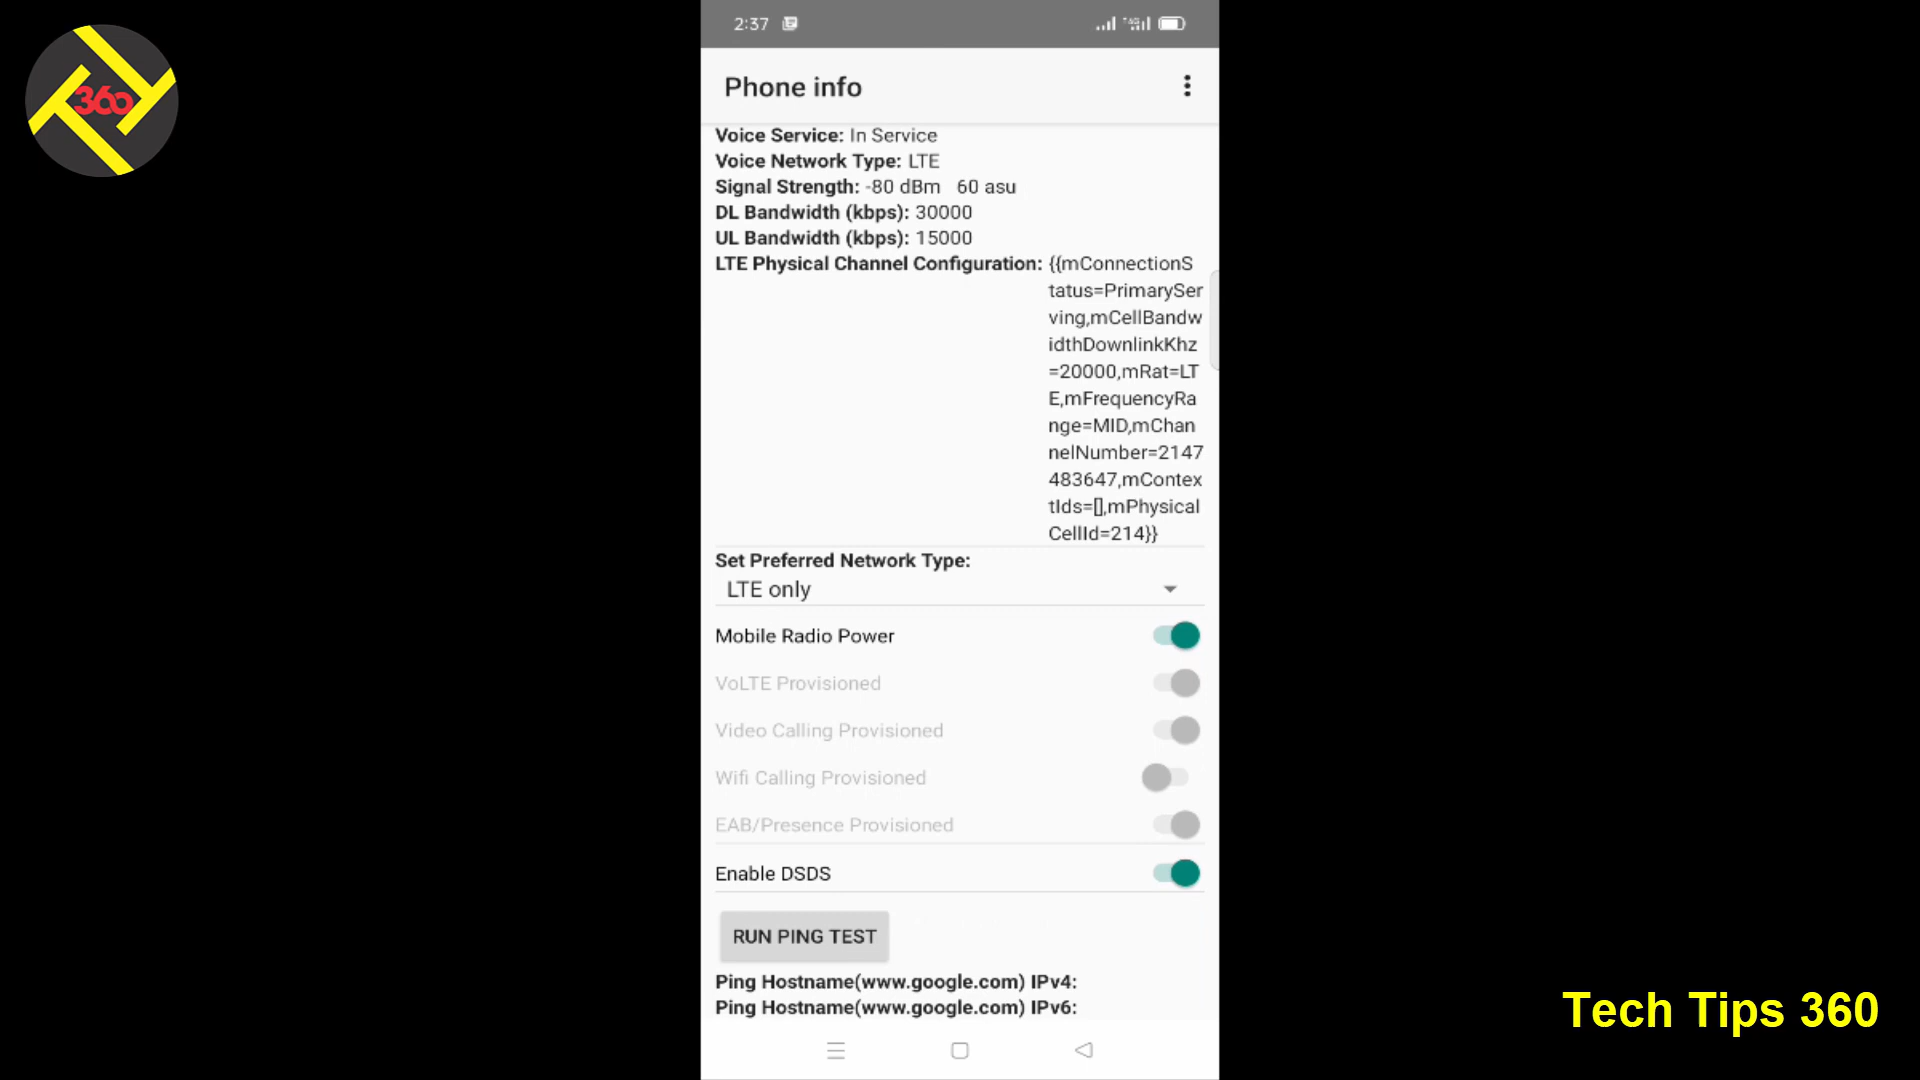 360
2:37
4G
Phone info
Voice Service: In Service
Voice Network Type: LTE
Signal Strength: -80 dBm 60 asu
DL Bandwidth (kbps): 30000
UL Bandwidth (kbps): 15000
LTE Physical Channel Configuration: {{mConnectionS
tatus=PrimarySer
ving,mCellBandw
idthDownlinkKhz
=20000,mRat=LT
E,mFrequencyRa
nge=MID,mChan
nelNumber=2147
483647,mContex
tIds=[],mPhysical
CellId=214}}
Set Preferred Network Type:
LTE only
Mobile Radio Power
VoLTE Provisioned
Video Calling Provisioned
Wifi Calling Provisioned
EAB/Presence Provisioned
Enable DSDS
RUN PING TEST
Ping Hostname(www.google.com) IPv4:
Ping Hostname(www.google.com) IPv6:
Tech Tips 360